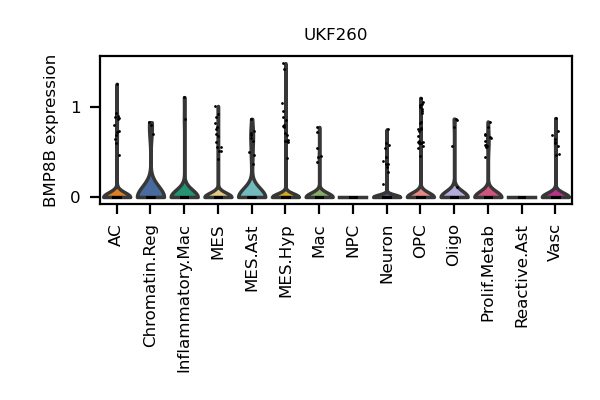 UKF260
BMP8B expression
1
0
AC
Chromatin.Reg
Inflammatory.Mac
MES
MES.Ast
MES.Hyp
Mac
NPC
Neuron
OPC
Oligo
Prolif.Metab
Reactive.Ast
Vasc